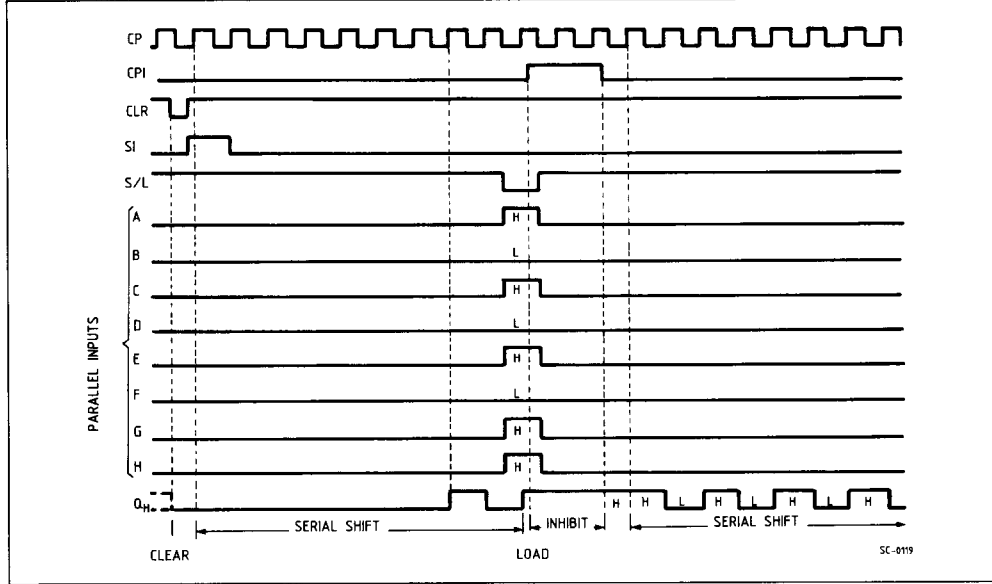 CP
CPI
CLR
SI
S/L
PARALLEL INPUTS
A H
B L
C H
D L
E H
F L
G H
H H
QH H H L H L H L H
SERIAL SHIFT INHIBIT SERIAL SHIFT
CLEAR LOAD SC-0119